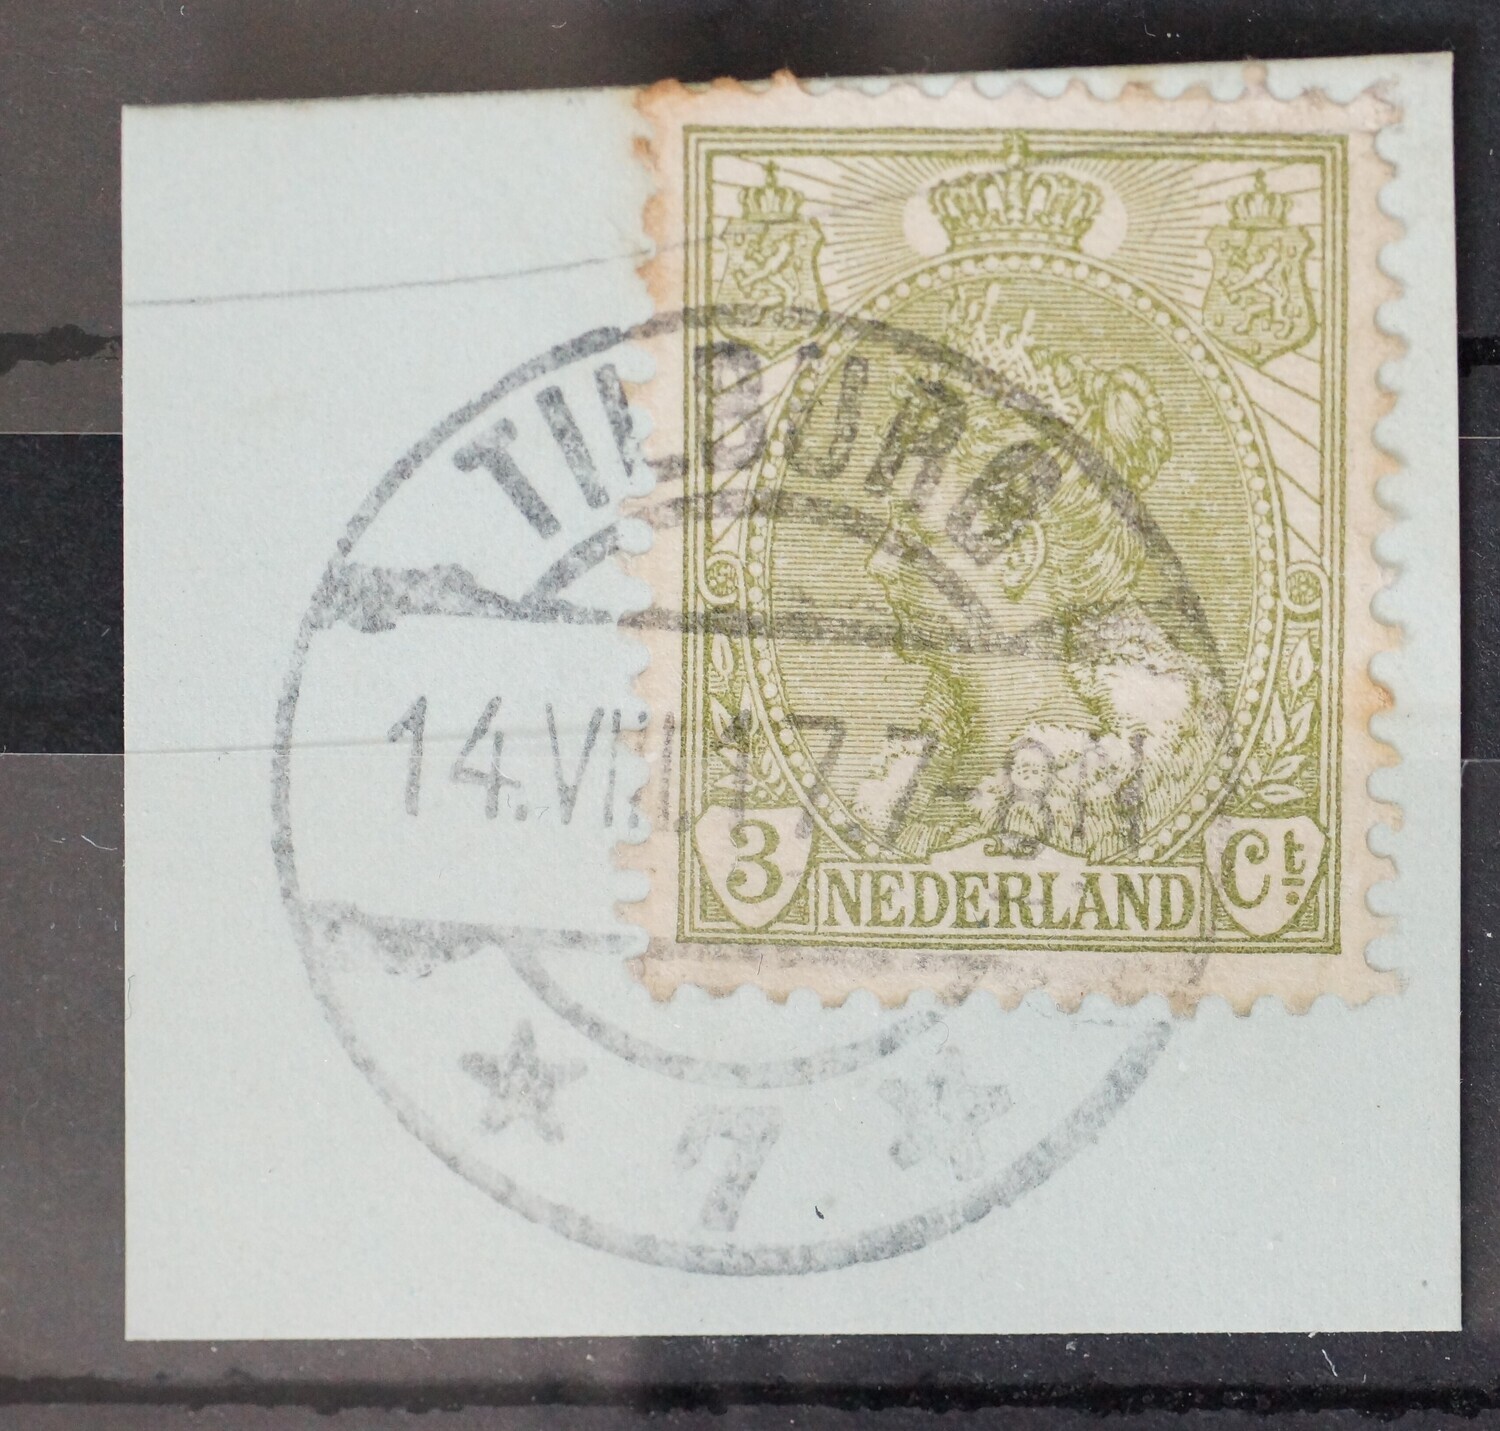 TILBURG
14.VIII.17.7-8N
3
NEDERLAND
Ct.
7